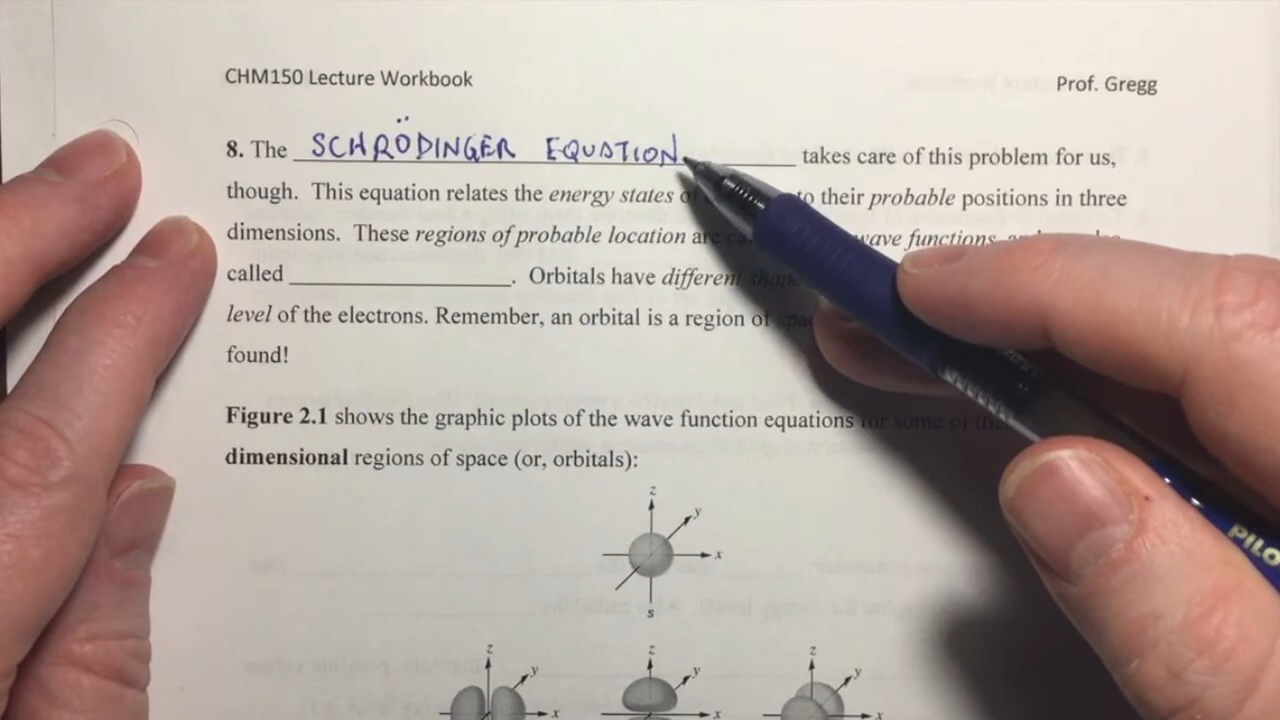 CHM150 Lecture Workbook Prof. Gregg
8. The SCHRÖDINGER EQUATION takes care of this problem for us,
though. This equation relates the energy states to their probable positions in three
dimensions. These regions of probable location wave functions
called ____. Orbitals have different
level of the electrons. Remember, an orbital is a region of
found!
Figure 2.1 shows the graphic plots of the wave function equations for some of
dimensional regions of space (or, orbitals):
z
y
x
s
z z z
y y y
x x x
PILO